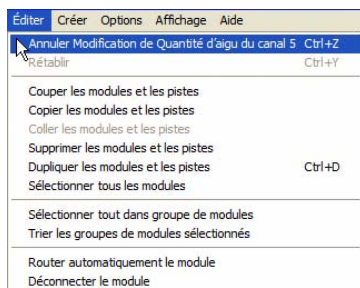 Éditer Créer Options Affichage Aide
Annuler Modification de Quantité d'aigu du canal 5 Ctrl+Z
Rétablir Ctrl+Y
Couper les modules et les pistes
Copier les modules et les pistes
Coller les modules et les pistes
Supprimer les modules et les pistes
Dupliquer les modules et les pistes Ctrl+D
Sélectionner tous les modules
Sélectionner tout dans groupe de modules
Trier les groupes de modules sélectionnés
Router automatiquement le module
Déconnecter le module